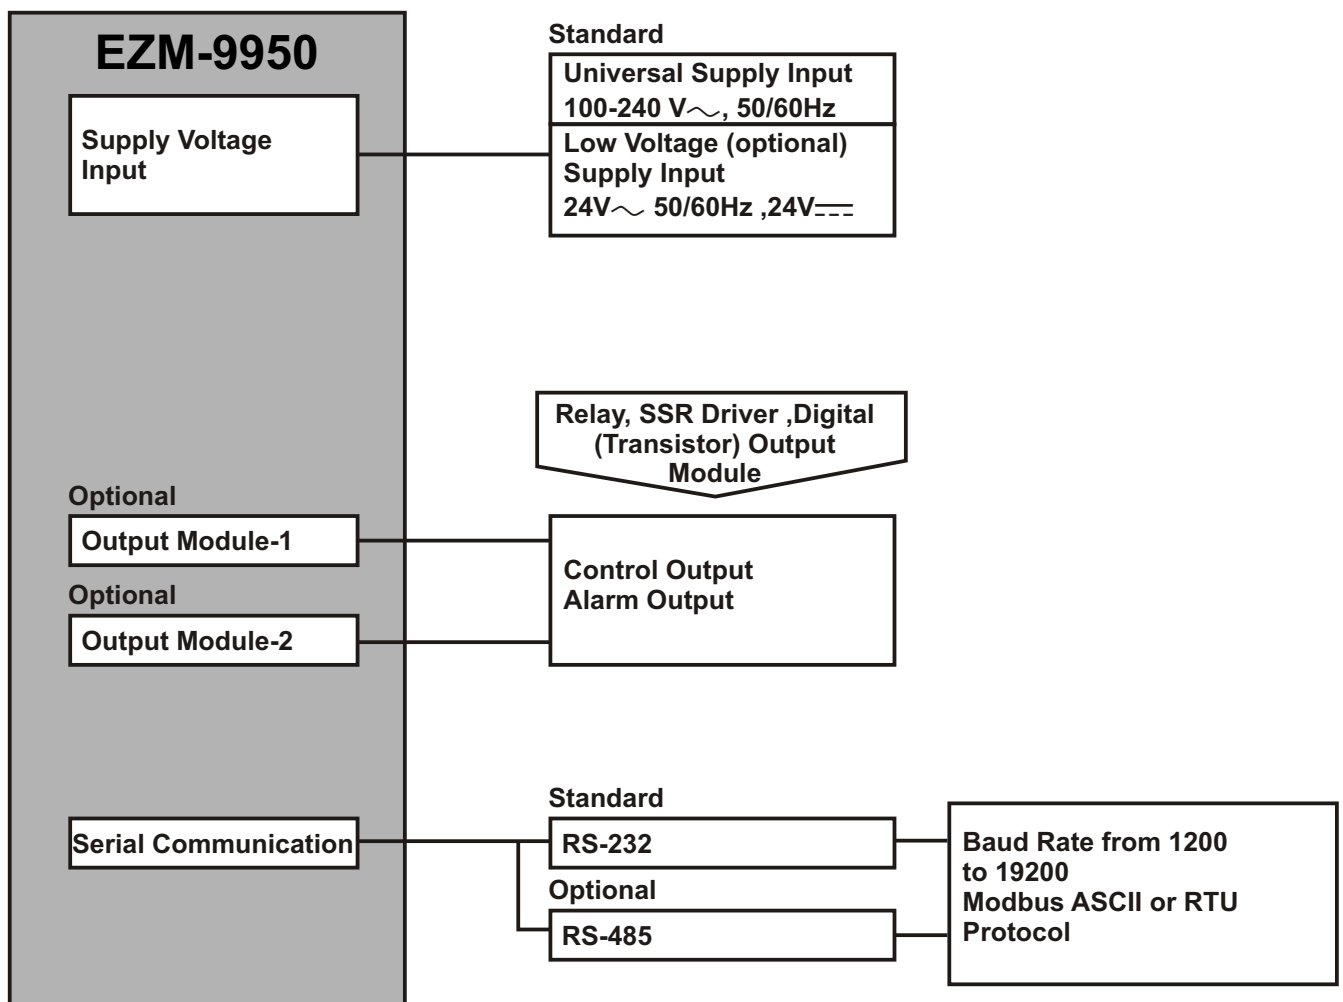 EZM-9950
Supply Voltage
Input
Standard
Universal Supply Input
100-240 V～, 50/60Hz
Low Voltage (optional)
Supply Input
24V～ 50/60Hz ,24V⎓
Relay, SSR Driver ,Digital
(Transistor) Output
Module
Optional
Output Module-1
Optional
Output Module-2
Control Output
Alarm Output
Serial Communication
Standard
RS-232
Optional
RS-485
Baud Rate from 1200
to 19200
Modbus ASCII or RTU
Protocol